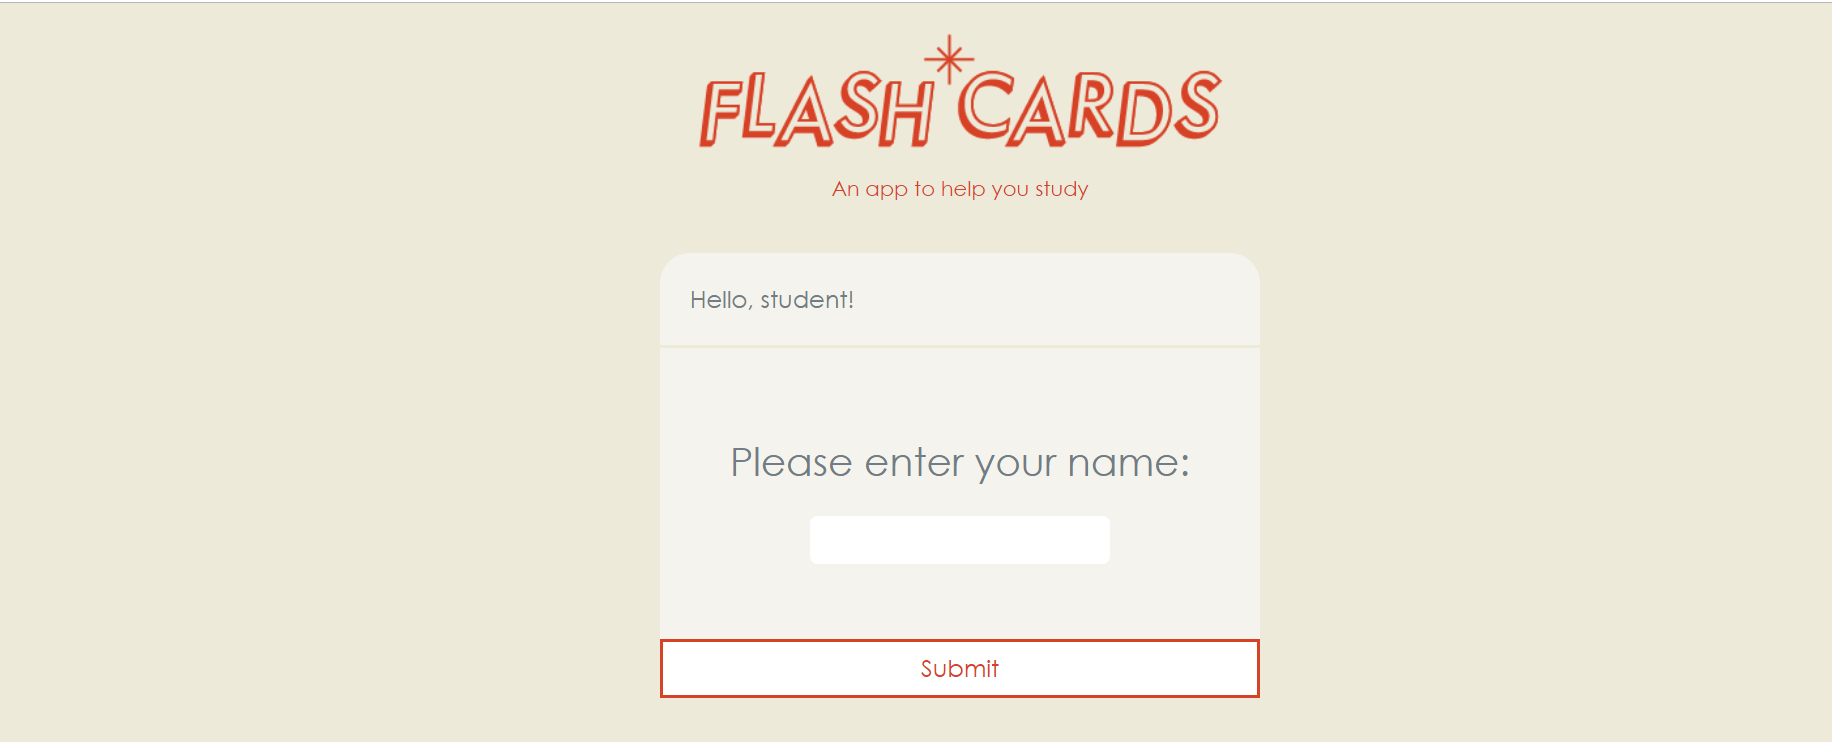 FLASH CARDS
An app to help you study
Hello, student!
Please enter your name:
Submit